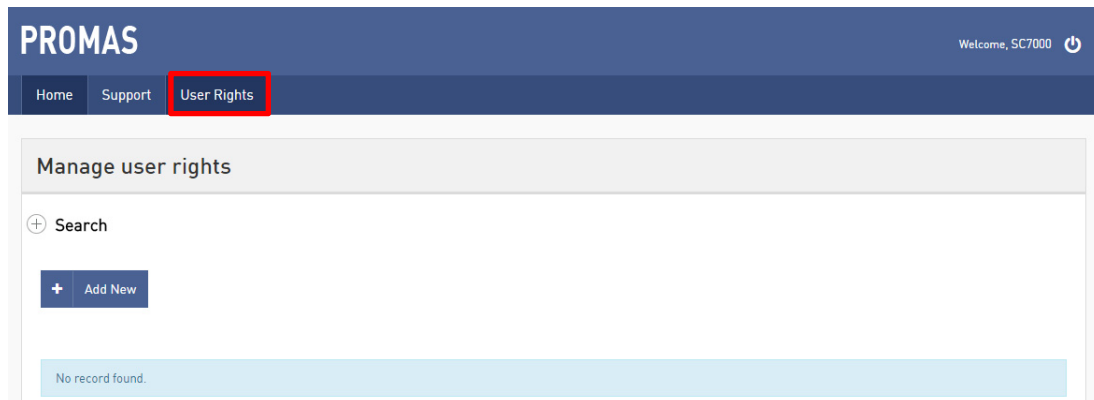 PROMAS
Welcome, SC7000
Home Support User Rights
Manage user rights
Search
Add New
No record found.